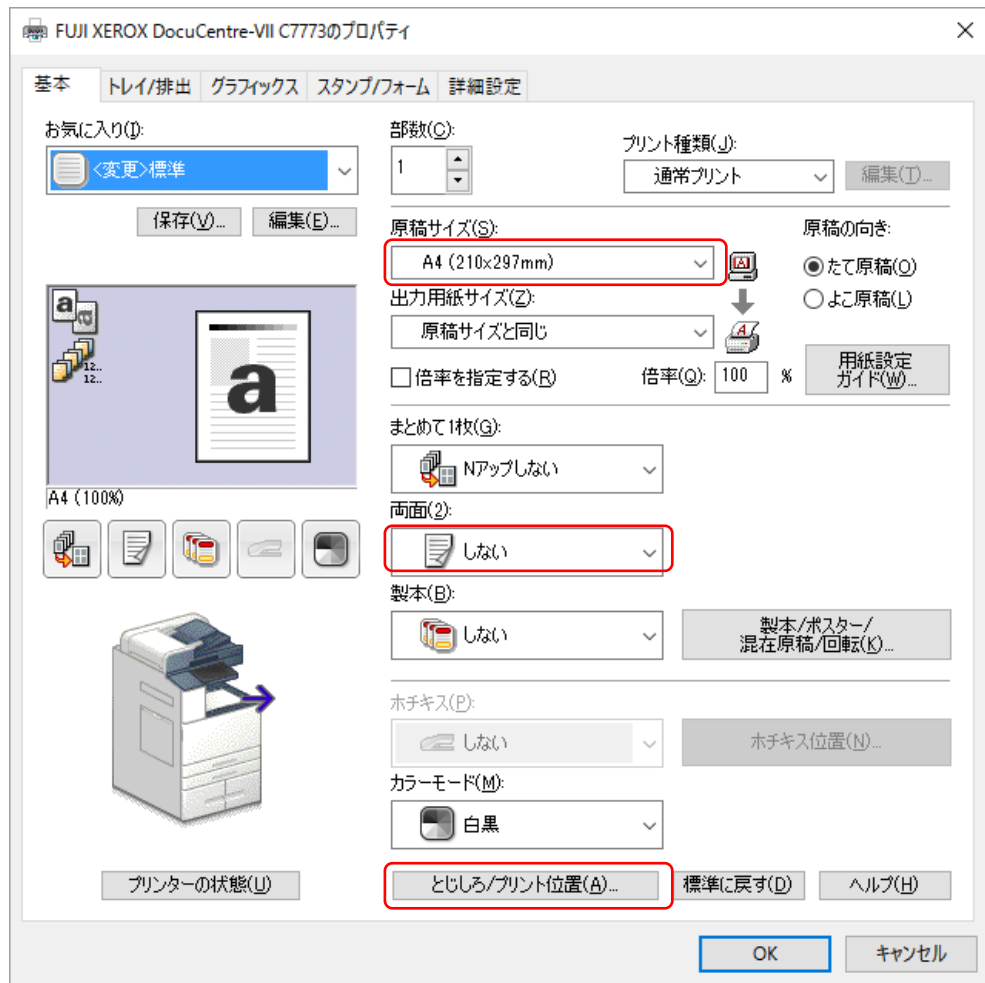 FUJI XEROX DocuCentre-VII C7773のプロパティ
基本
トレイ/排出
グラフィックス
スタンプ/フォーム
詳細設定
お気に入り(I):
<変更>標準
保存(V)...
編集(E)...
部数(C):
1
プリント種類(J):
通常プリント
編集(T)...
原稿サイズ(S):
A4 (210x297mm)
原稿の向き:
たて原稿(O)
よこ原稿(L)
出力用紙サイズ(Z):
原稿サイズと同じ
倍率を指定する(R)
倍率(Q):
100
%
用紙設定
ガイド(W)...
a
a
12..
12..
a
A4 (100%)
まとめて1枚(G):
Nアップしない
両面(2):
しない
製本(B):
しない
製本/ポスター/
混在原稿/回転(K)...
ホチキス(P):
しない
ホチキス位置(N)...
カラーモード(M):
白黒
プリンターの状態(U)
とじしろ/プリント位置(A)...
標準に戻す(D)
ヘルプ(H)
OK
キャンセル